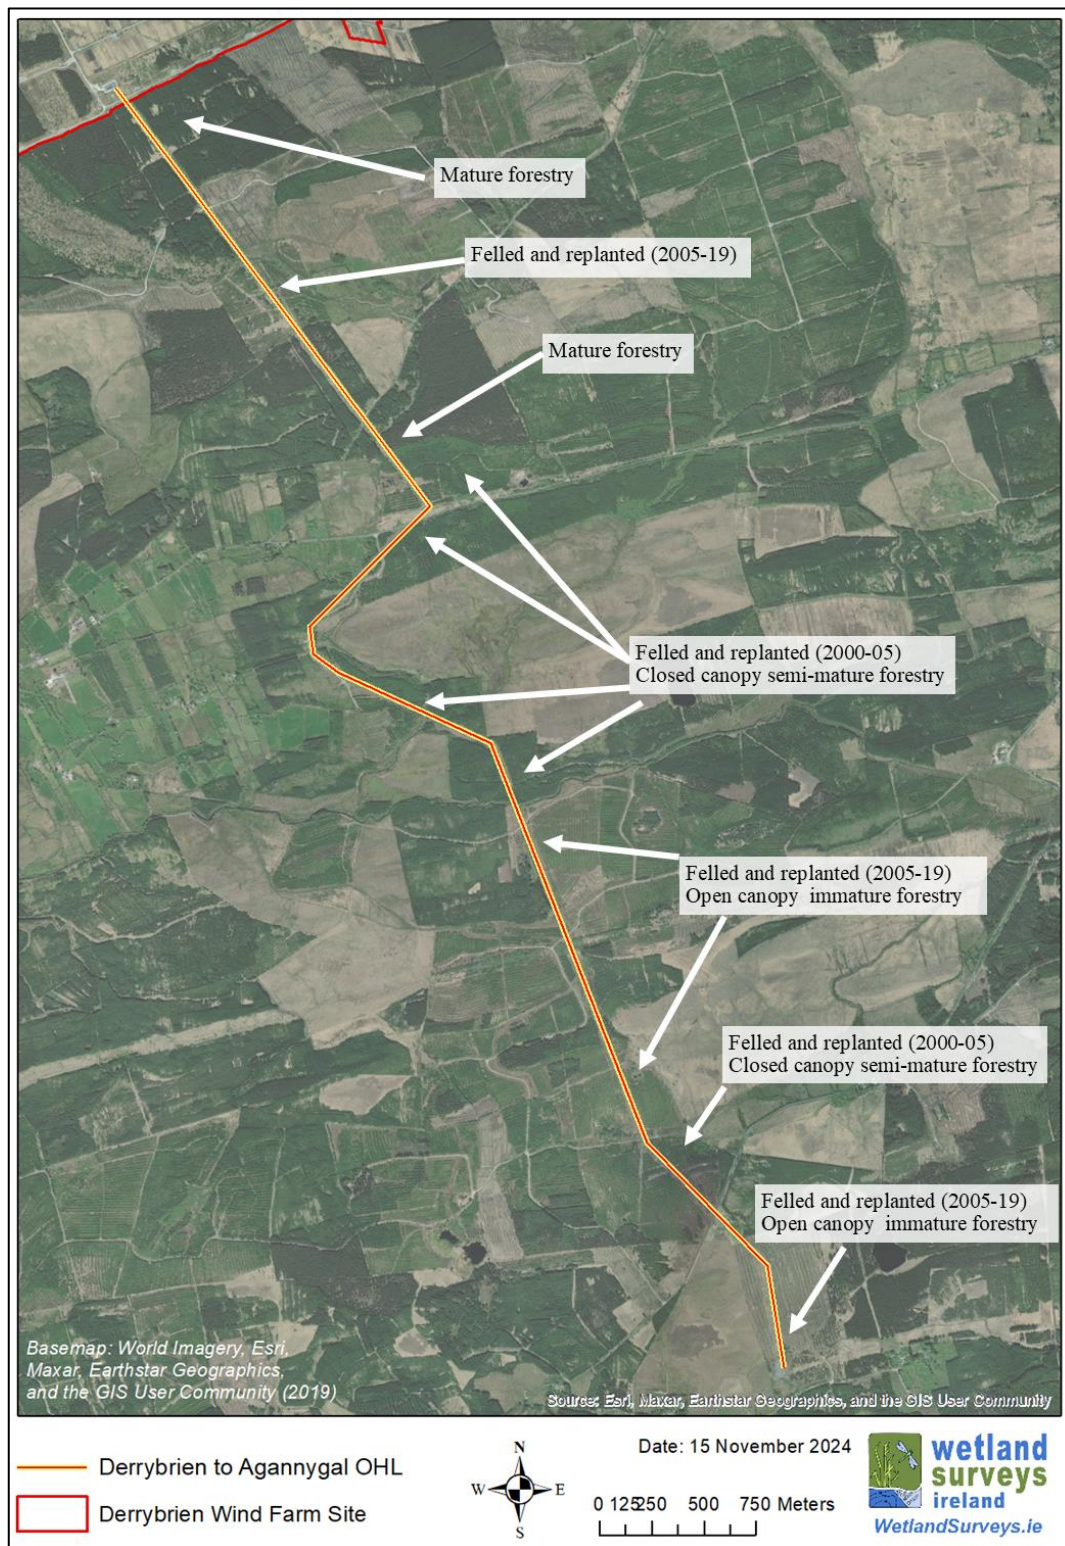 Mature forestry
Felled and replanted (2005-19)
Mature forestry
Felled and replanted (2000-05)
Closed canopy semi-mature forestry
Felled and replanted (2005-19)
Open canopy  immature forestry
Felled and replanted (2000-05)
Closed canopy semi-mature forestry
Felled and replanted (2005-19)
Open canopy  immature forestry
Basemap: World Imagery, Esri,
Maxar, Earthstar Geographics,
and the GIS User Community (2019)
Source: Esri, Maxar, Earthstar Geographics, and the GIS User Community
Derrybrien to Agannygal OHL
Derrybrien Wind Farm Site
N
W E
S
Date: 15 November 2024
0 125 250 500 750 Meters
wetland
surveys
ireland
WetlandSurveys.ie